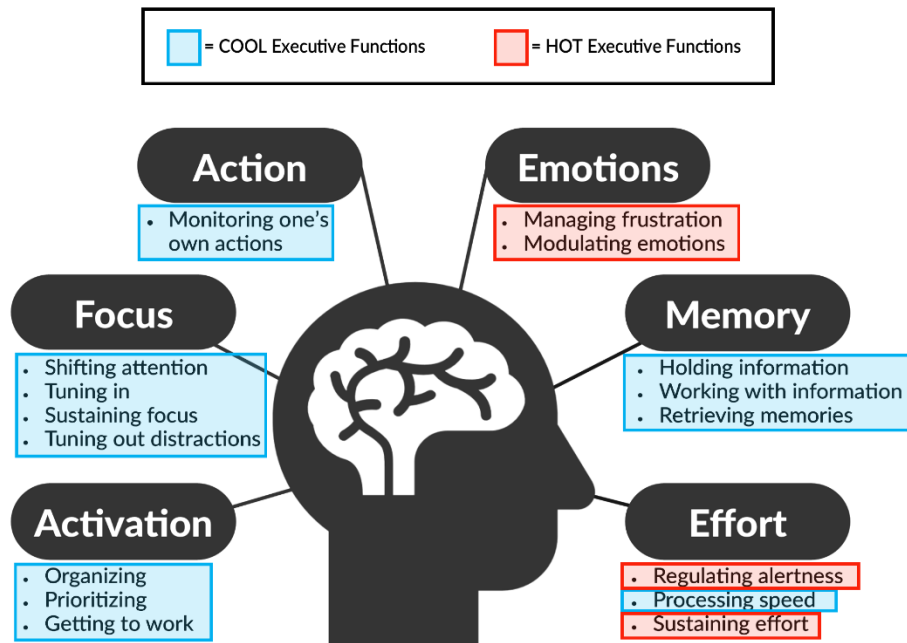 = COOL Executive Functions
= HOT Executive Functions
Action
• Monitoring one's
own actions
Emotions
• Managing frustration
• Modulating emotions
Focus
• Shifting attention
• Tuning in
• Sustaining focus
• Tuning out distractions
Memory
• Holding information
• Working with information
• Retrieving memories
Activation
• Organizing
• Prioritizing
• Getting to work
Effort
• Regulating alertness
• Processing speed
• Sustaining effort